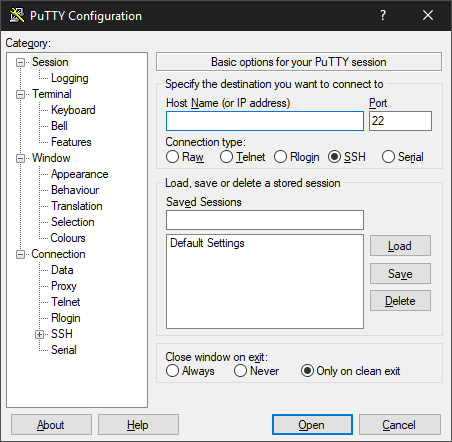 PuTTY Configuration
?
Category:
Session
Logging
Terminal
Keyboard
Bell
Features
Window
Appearance
Behaviour
Translation
Selection
Colours
Connection
Data
Proxy
Telnet
Rlogin
SSH
Serial
Basic options for your PuTTY session
Specify the destination you want to connect to
Host Name (or IP address) Port
22
Connection type:
Raw Telnet Rlogin SSH Serial
Load, save or delete a stored session
Saved Sessions
Default Settings
Load
Save
Delete
Close window on exit:
Always Never Only on clean exit
About Help Open Cancel